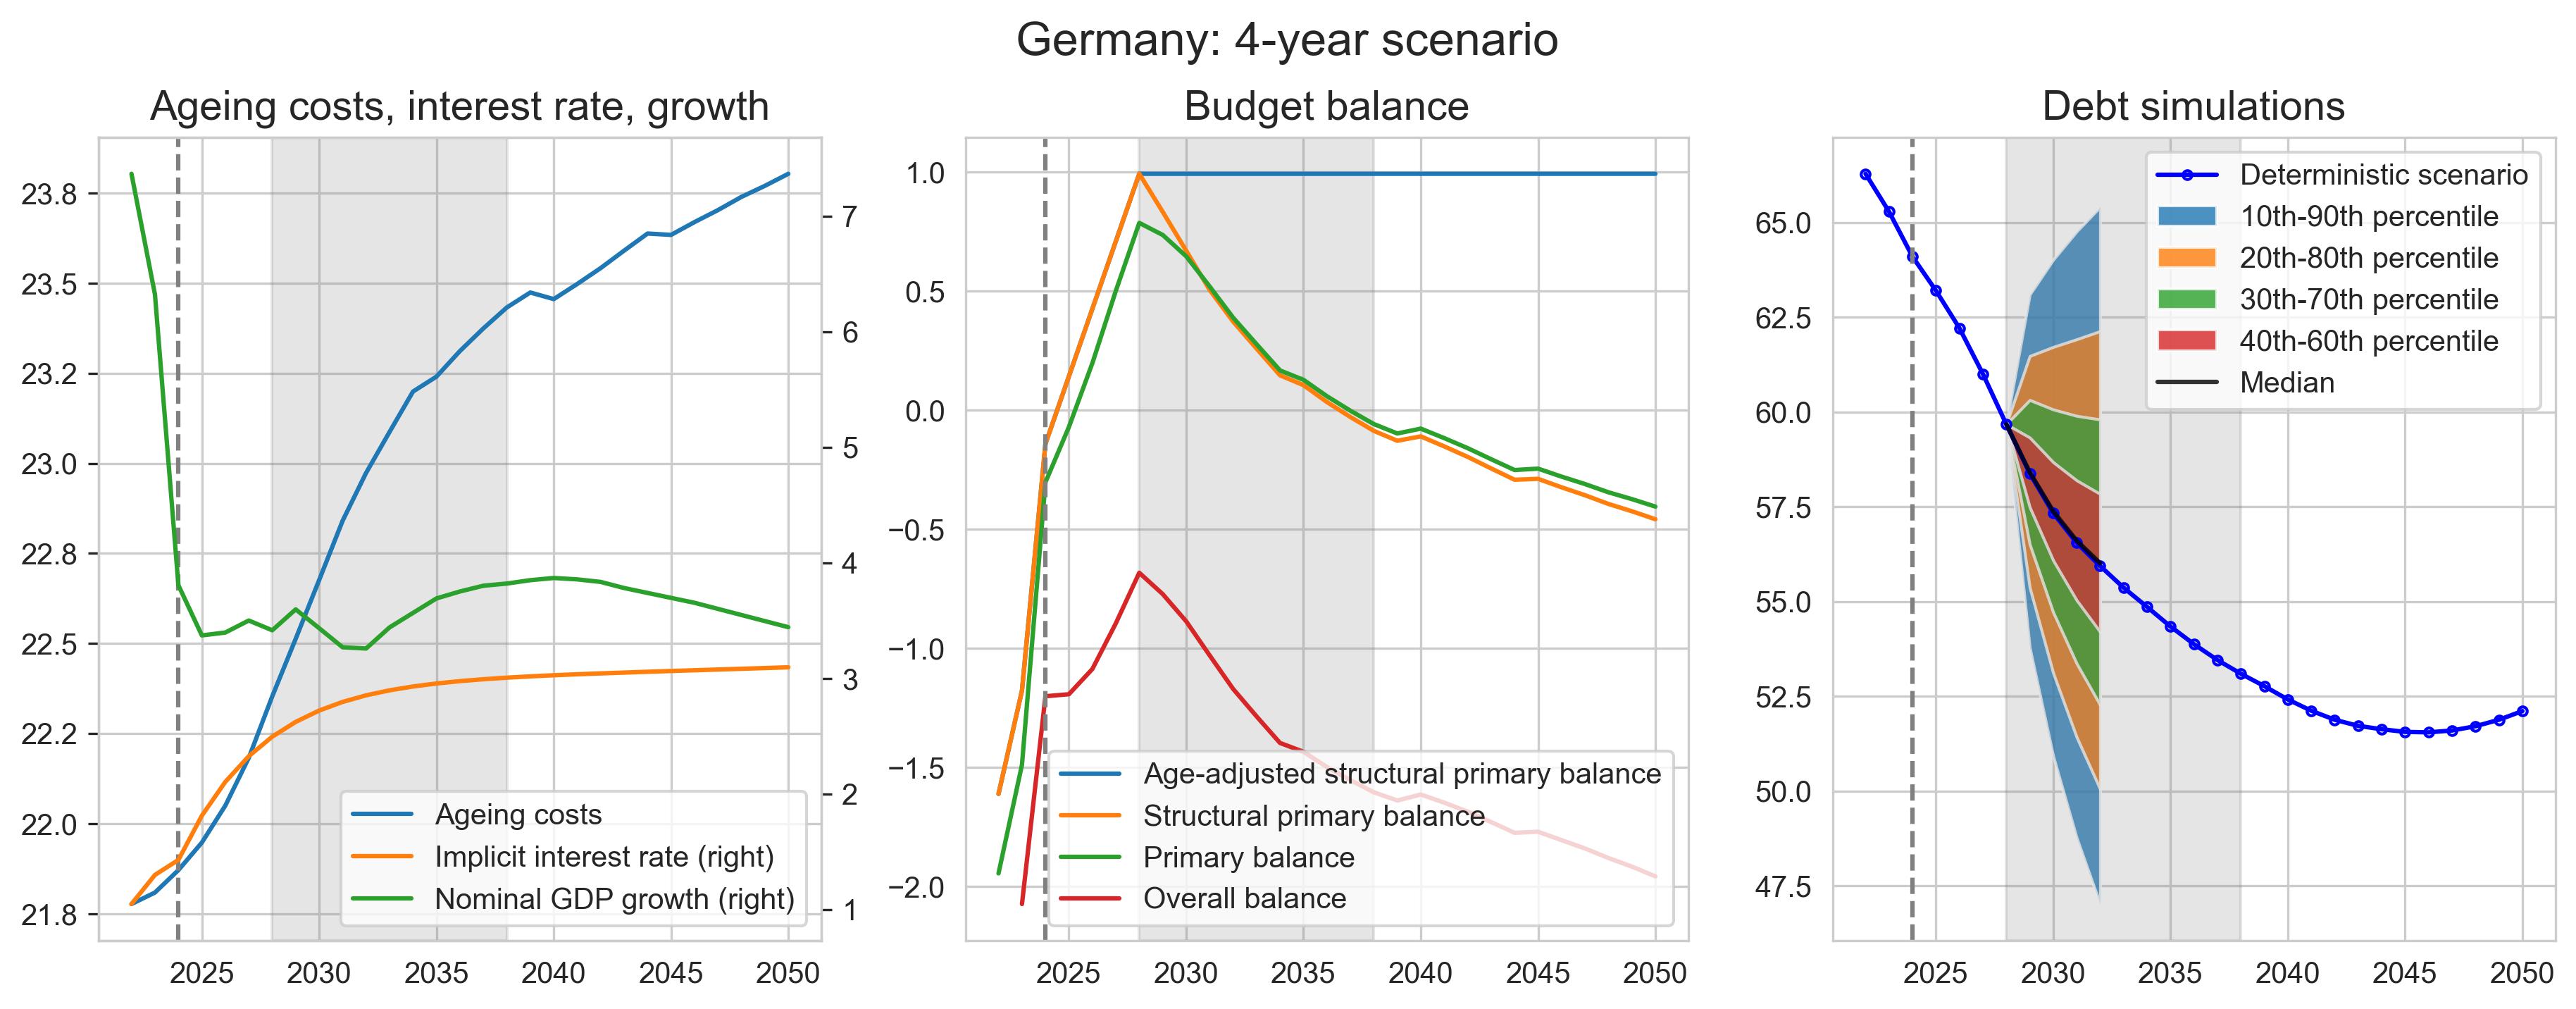 Germany: 4-year scenario
Ageing costs, interest rate, growth
23.8
23.5
23.2
23.0
22.8
22.5
22.2
22.0
21.8
7
6
5
4
3
2
1
Ageing costs
Implicit interest rate (right)
Nominal GDP growth (right)
2025 2030 2035 2040 2045 2050
Budget balance
1.0
0.5
0.0
−0.5
−1.0
−1.5
−2.0
Age-adjusted structural primary balance
Structural primary balance
Primary balance
Overall balance
2025 2030 2035 2040 2045 2050
Debt simulations
65.0
62.5
60.0
57.5
55.0
52.5
50.0
47.5
Deterministic scenario
10th-90th percentile
20th-80th percentile
30th-70th percentile
40th-60th percentile
Median
2025 2030 2035 2040 2045 2050